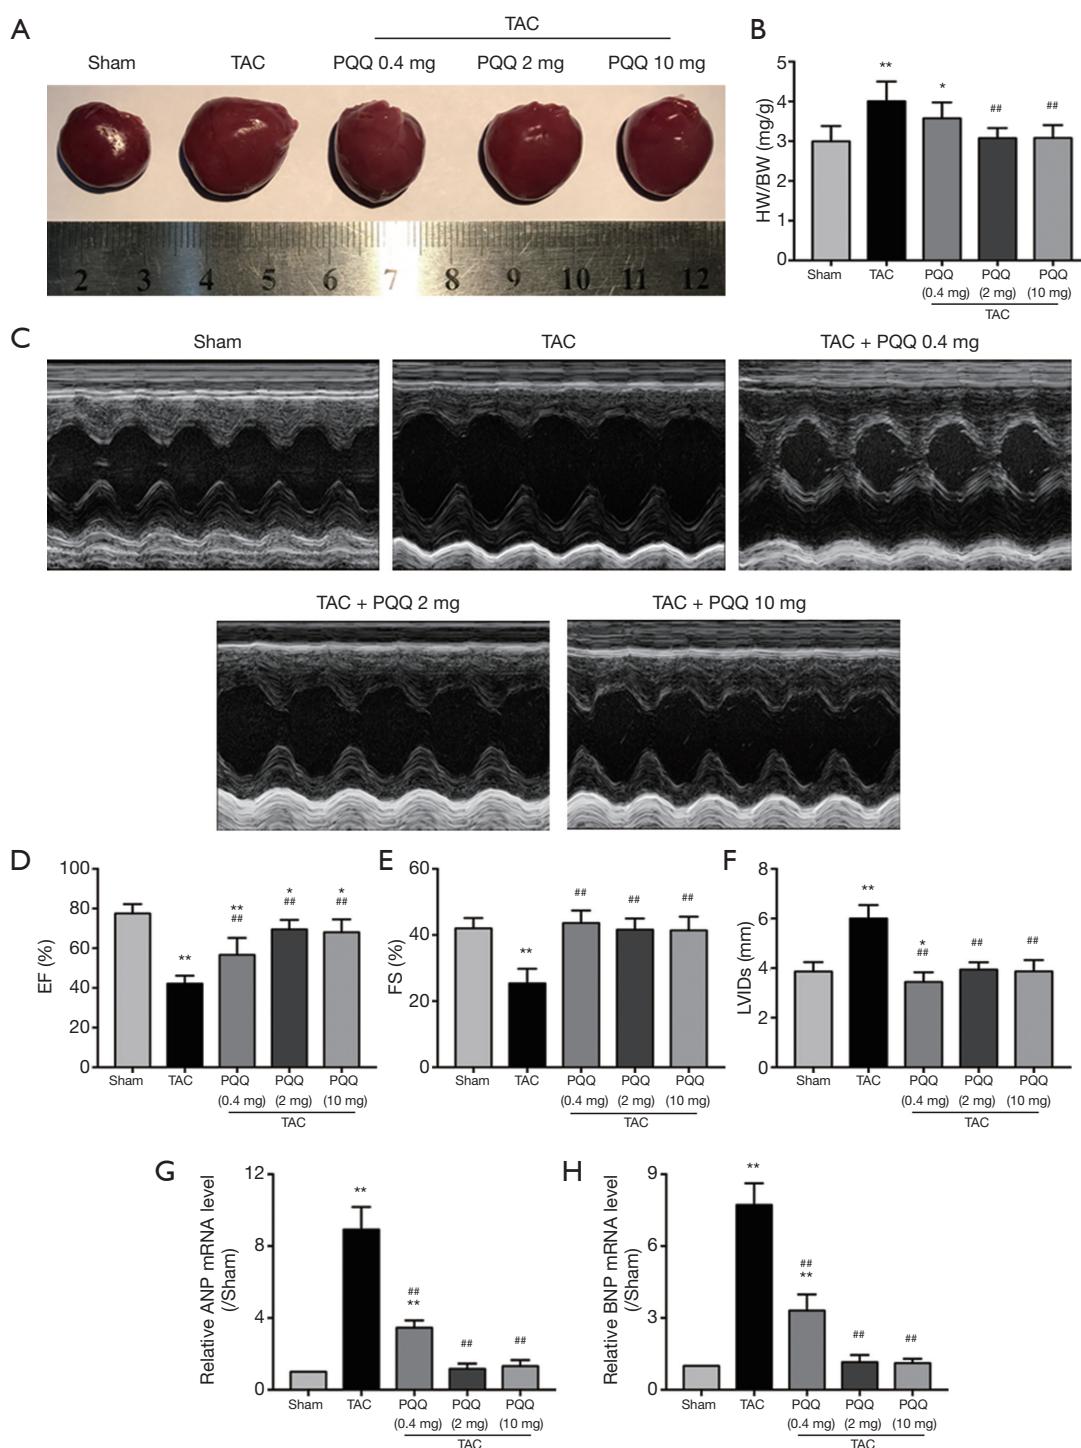 A
TAC
Sham
TAC
PQQ 0.4 mg
PQQ 2 mg
PQQ 10 mg
2 3 4 5 6 7 8 9 10 11 12
B
HW/BW (mg/g)
5
4
3
2
1
0
**
*
##
##
Sham
TAC
PQQ
(0.4 mg)
PQQ
(2 mg)
PQQ
(10 mg)
TAC
C
Sham
TAC
TAC + PQQ 0.4 mg
TAC + PQQ 2 mg
TAC + PQQ 10 mg
D
EF (%)
100
80
60
40
20
0
**
**
##
*
##
*
##
Sham
TAC
PQQ
(0.4 mg)
PQQ
(2 mg)
PQQ
(10 mg)
TAC
E
FS (%)
60
40
20
0
**
##
##
##
Sham
TAC
PQQ
(0.4 mg)
PQQ
(2 mg)
PQQ
(10 mg)
TAC
F
LVIDs (mm)
8
6
4
2
0
**
*
##
##
##
Sham
TAC
PQQ
(0.4 mg)
PQQ
(2 mg)
PQQ
(10 mg)
TAC
G
Relative ANP mRNA level
(/Sham)
12
8
4
0
**
##
**
##
##
Sham
TAC
PQQ
(0.4 mg)
PQQ
(2 mg)
PQQ
(10 mg)
TAC
H
Relative BNP mRNA level
(/Sham)
9
6
3
0
**
##
**
##
##
Sham
TAC
PQQ
(0.4 mg)
PQQ
(2 mg)
PQQ
(10 mg)
TAC